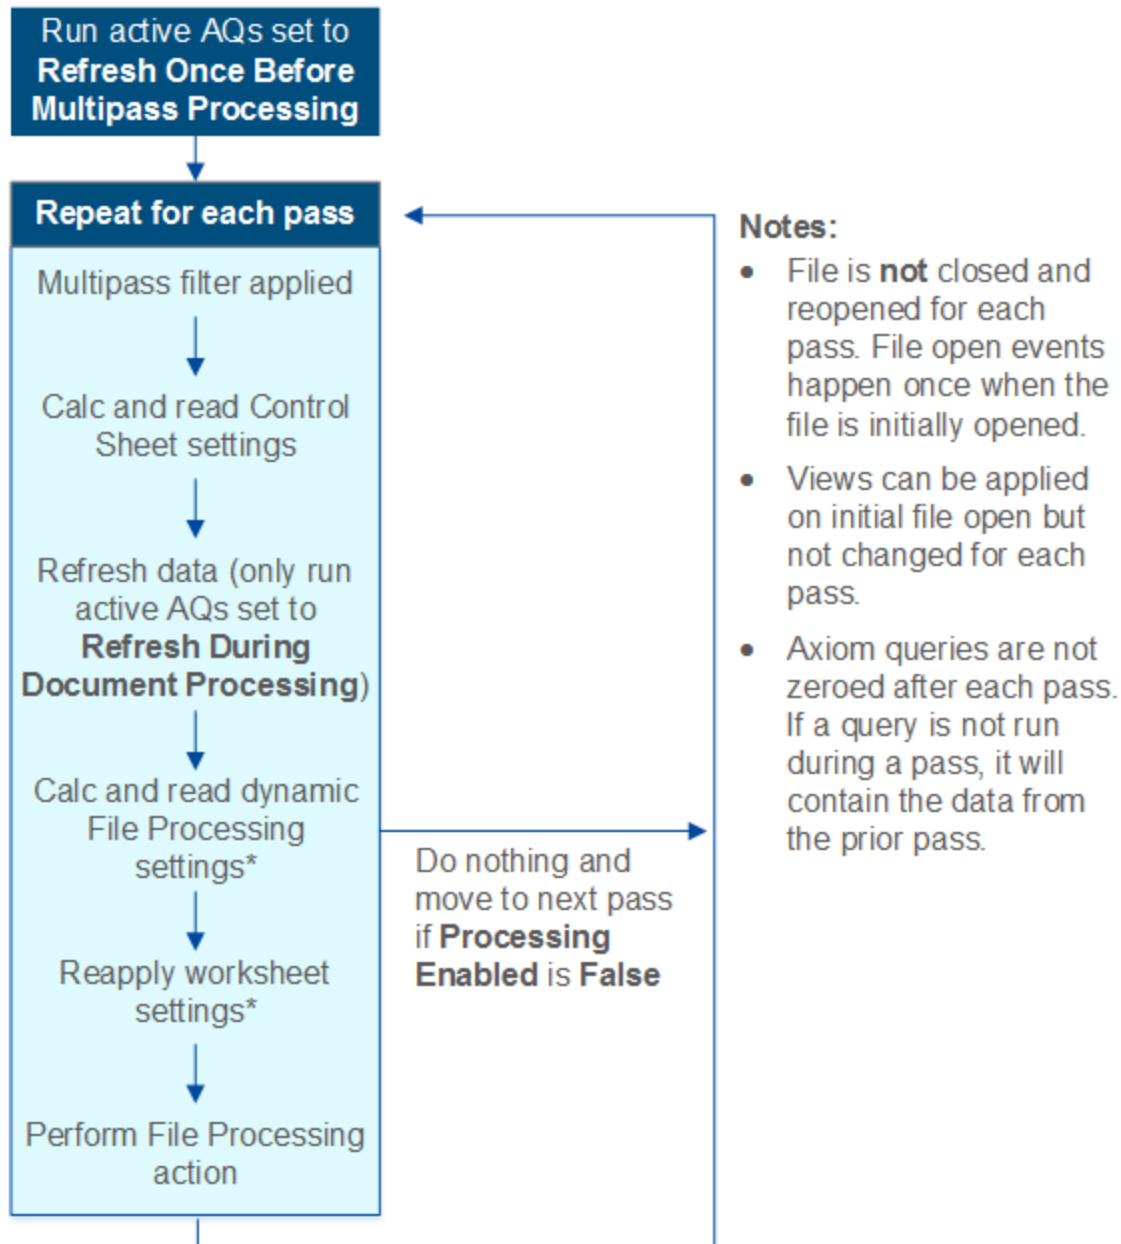 Run active AQs set to
Refresh Once Before
Multipass Processing
Repeat for each pass
Multipass filter applied
Calc and read Control
Sheet settings
Refresh data (only run
active AQs set to
Refresh During
Document Processing)
Calc and read dynamic
File Processing
settings*
Reapply worksheet
settings*
Perform File Processing
action
Do nothing and
move to next pass
if Processing
Enabled is False
Notes:
• File is not closed and
reopened for each
pass. File open events
happen once when the
file is initially opened.
• Views can be applied
on initial file open but
not changed for each
pass.
• Axiom queries are not
zeroed after each pass.
If a query is not run
during a pass, it will
contain the data from
the prior pass.